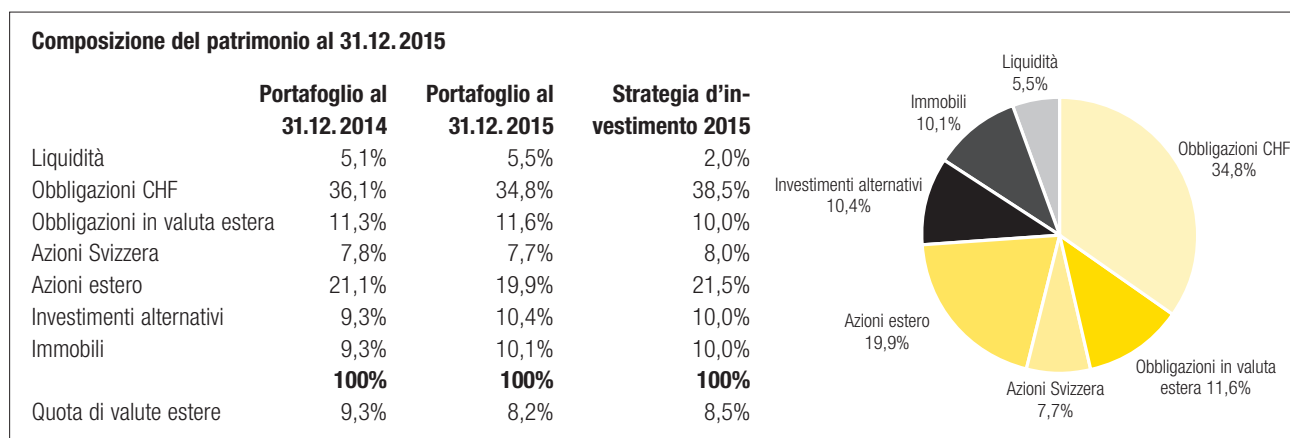 Composizione del patrimonio al 31.12.2015
Portafoglio al Portafoglio al Strategia d'in-
31.12.2014 31.12.2015 vestimento 2015
Liquidità 5,1% 5,5% 2,0%
Obbligazioni CHF 36,1% 34,8% 38,5%
Obbligazioni in valuta estera 11,3% 11,6% 10,0%
Azioni Svizzera 7,8% 7,7% 8,0%
Azioni estero 21,1% 19,9% 21,5%
Investimenti alternativi 9,3% 10,4% 10,0%
Immobili 9,3% 10,1% 10,0%
100% 100% 100%
Quota di valute estere 9,3% 8,2% 8,5%
Liquidità
5,5%
Immobili
10,1%
Obbligazioni CHF
34,8%
Investimenti alternativi
10,4%
Azioni estero
19,9%
Obbligazioni in valuta
estera 11,6%
Azioni Svizzera
7,7%